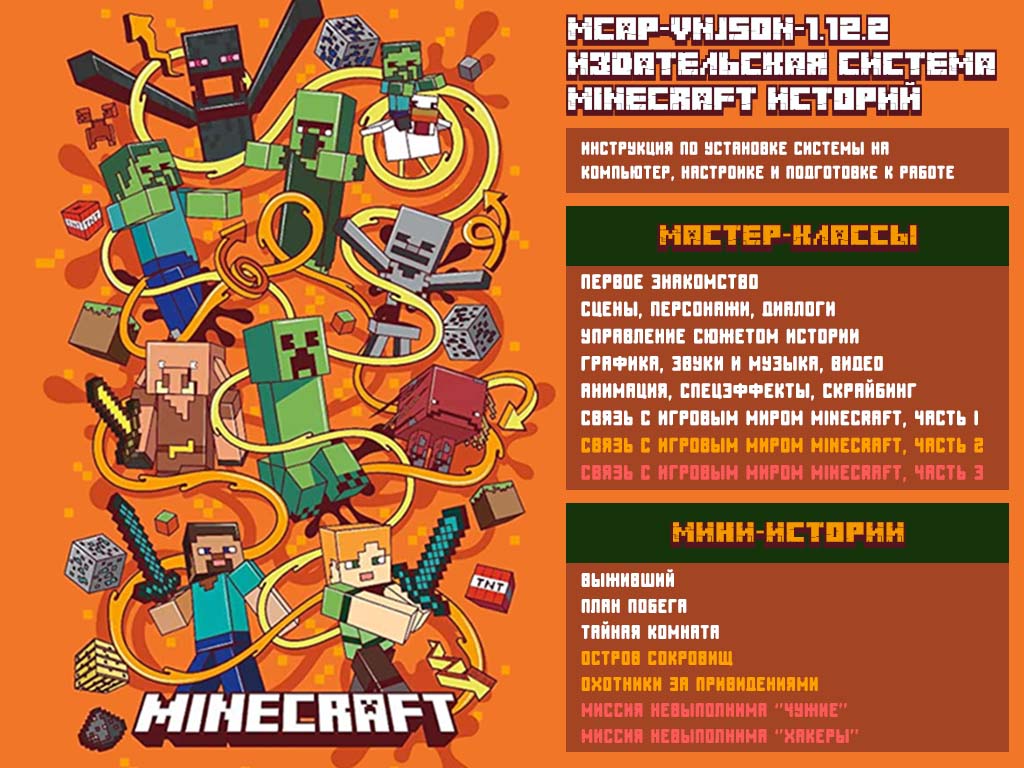 MCAP-VNJSON-1.12.2
ИЗДАТЕЛЬСКАЯ СИСТЕМА
MINECRAFT ИСТОРИЙ
ИНСТРУКЦИЯ ПО УСТАНОВКЕ СИСТЕМЫ НА
КОМПЬЮТЕР, НАСТРОЙКЕ И ПОДГОТОВКЕ К РАБОТЕ
МАСТЕР-КЛАССЫ
ПЕРВОЕ ЗНАКОМСТВО
СЦЕНЫ, ПЕРСОНАЖИ, ДИАЛОГИ
УПРАВЛЕНИЕ СЮЖЕТОМ ИСТОРИИ
ГРАФИКА, ЗВУКИ И МУЗЫКА, ВИДЕО
АНИМАЦИЯ, СПЕЦЭФФЕКТЫ, СКРАЙБИНГ
СВЯЗЬ С ИГРОВЫМ МИРОМ MINECRAFT, ЧАСТЬ 1
СВЯЗЬ С ИГРОВЫМ МИРОМ MINECRAFT, ЧАСТЬ 2
СВЯЗЬ С ИГРОВЫМ МИРОМ MINECRAFT, ЧАСТЬ 3
МИНИ-ИСТОРИИ
ВЫЖИВШИЙ
ПЛАН ПОБЕГА
ТАЙНАЯ КОМНАТА
ОСТРОВ СОКРОВИЩ
ОХОТНИКИ ЗА ПРИВИДЕНИЯМИ
МИССИЯ НЕВЫПОЛНИМА "ЧУЖИЕ"
МИССИЯ НЕВЫПОЛНИМА "ХАКЕРЫ"
TNT
TNT
MINECRAFT